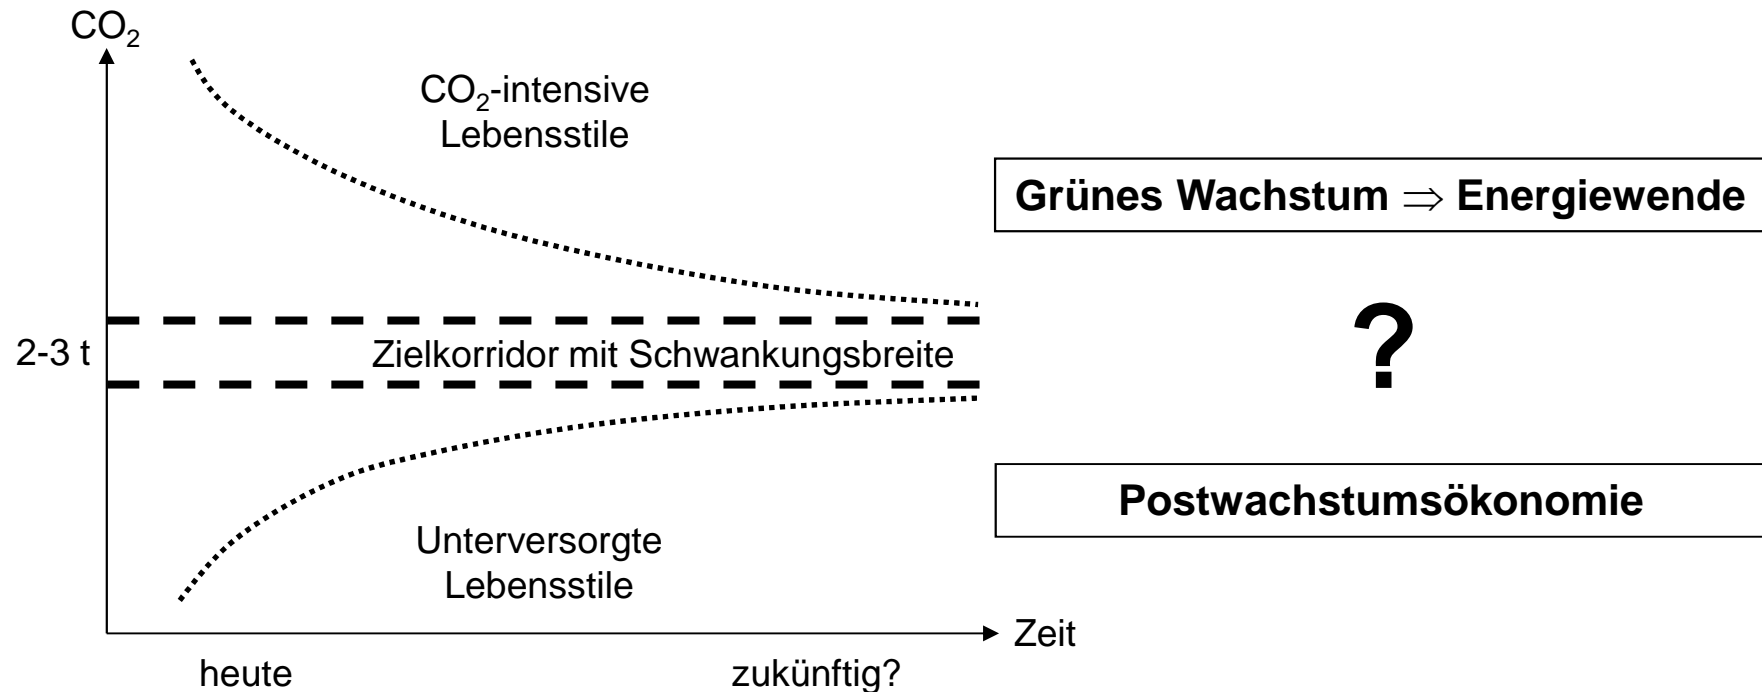 CO₂
CO₂-intensive
Lebensstile
Grünes Wachstum ⇒ Energiewende
2-3 t
Zielkorridor mit Schwankungsbreite
?
Postwachstumsökonomie
Unterversorgte
Lebensstile
Zeit
heute
zukünftig?